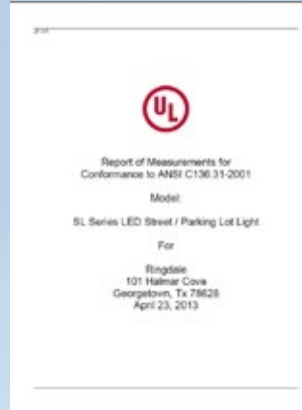 UL
Report of Measurements for
Conformance to ANSI C136.31-2001
Model:
SL Series LED Street / Parking Lot Light
For
Ringdale
101 Halmar Cove
Georgetown, Tx 78628
April 23, 2013